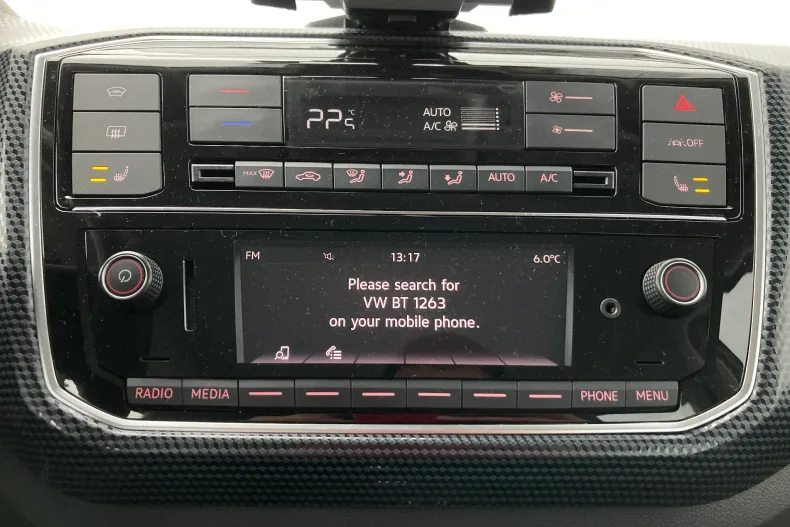 22.5 °C
AUTO
A/C
OFF
MAX
AUTO
A/C
FM
13:17
6.0°C
Please search for
VW BT 1263
on your mobile phone.
RADIO
MEDIA
PHONE
MENU